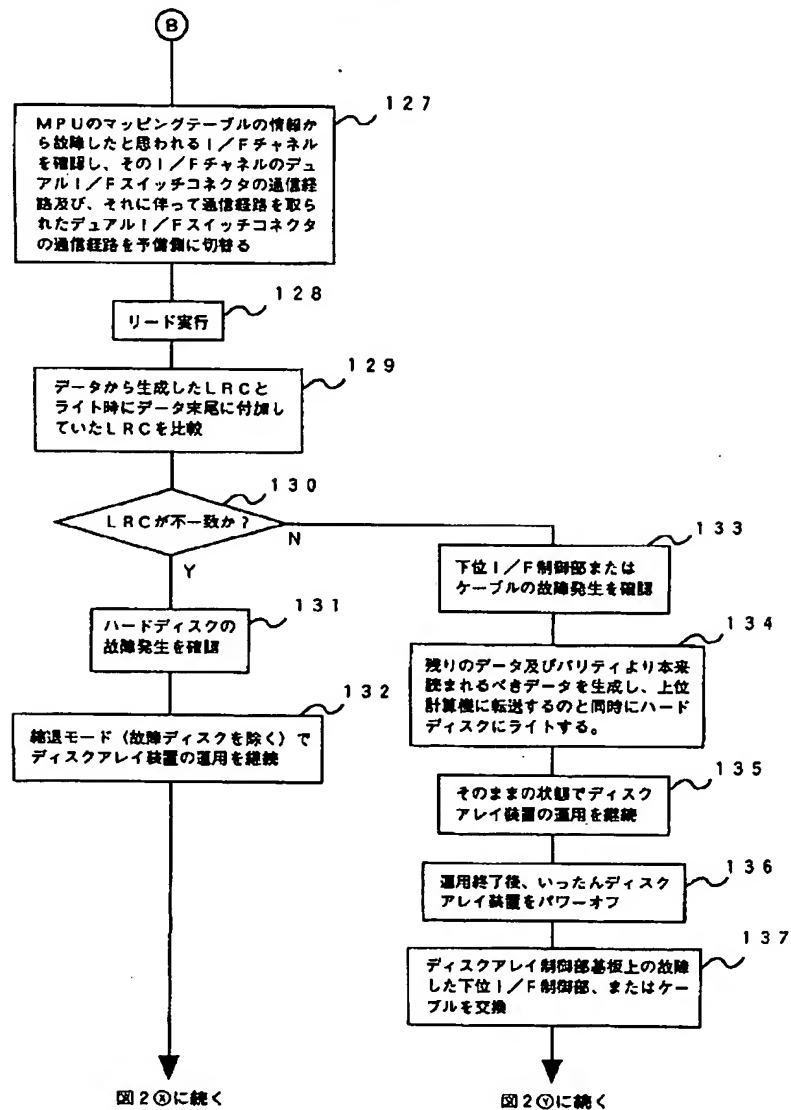 B
127
MPUのマッピングテーブルの情報か
ら故障したと思われるI/Fチャネル
を確認し、そのI/Fチャネルのデュ
アルI/Fスイッチコネクタの通信経
路及び、それに伴って通信経路を取ら
れたデュアルI/Fスイッチコネクタ
の通信経路を予備側に切替る
128
リード実行
129
データから生成したLRCと
ライト時にデータ末尾に付加し
ていたLRCを比較
130
LRCが不一致か?
N
Y
131
ハードディスクの
故障発生を確認
132
縮退モード(故障ディスクを除く)で
ディスクアレイ装置の運用を継続
図2Ⓧに続く
133
下位I/F制御部または
ケーブルの故障発生を確認
134
残りのデータ及びパリティより本来
読まれるべきデータを生成し、上位
計算機に転送するのと同時にハード
ディスクにライトする。
135
そのままの状態でディスク
アレイ装置の運用を継続
136
運用終了後、いったんディスク
アレイ装置をパワーオフ
137
ディスクアレイ制御部基板上の故障
した下位I/F制御部、またはケーブ
ルを交換
図2Ⓨに続く